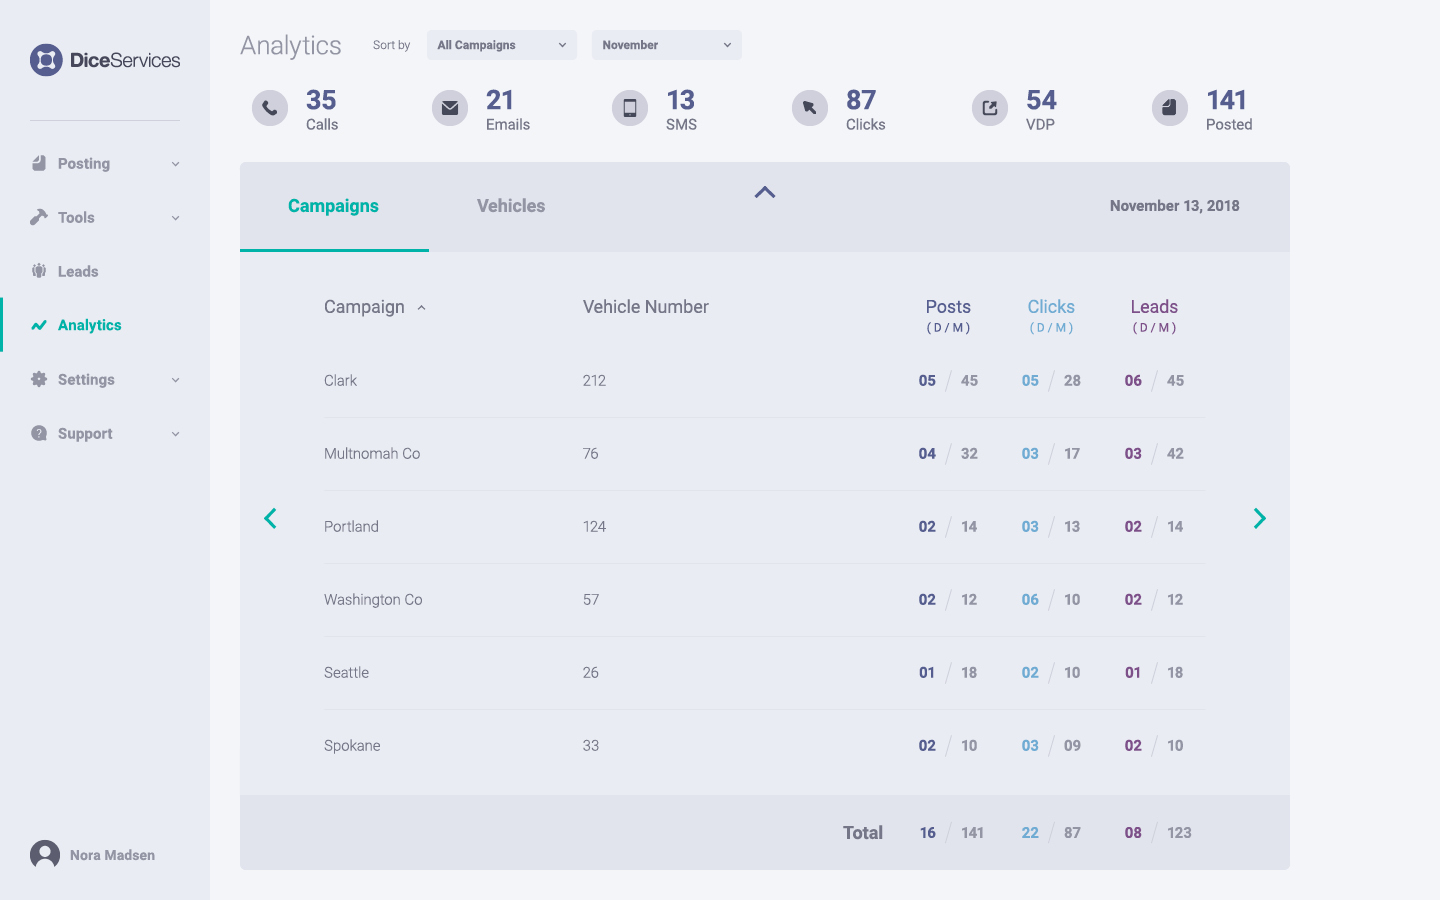 DiceServices
Analytics
Sort by
All Campaigns
November
35
Calls
21
Emails
13
SMS
87
Clicks
54
VDP
141
Posted
Posting
Tools
Leads
Analytics
Settings
? Support
Nora Madsen
Campaigns
Vehicles
November 13, 2018
Campaign Vehicle Number Posts Clicks Leads
( D / M ) ( D / M ) ( D / M )
Clark 212 05 / 45 05 / 28 06 / 45
Multnomah Co 76 04 / 32 03 / 17 03 / 42
Portland 124 02 / 14 03 / 13 02 / 14
Washington Co 57 02 / 12 06 / 10 02 / 12
Seattle 26 01 / 18 02 / 10 01 / 18
Spokane 33 02 / 10 03 / 09 02 / 10
Total 16 / 141 22 / 87 08 / 123